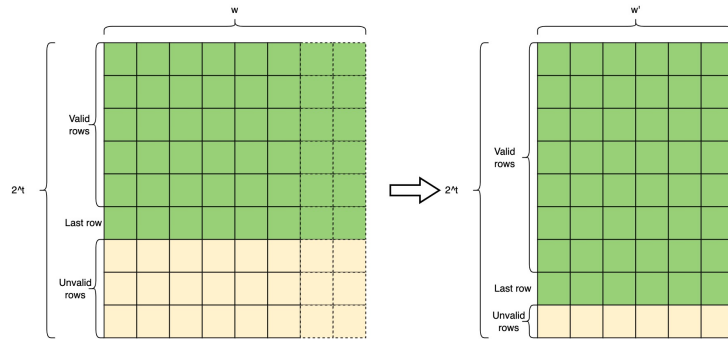 w
Valid
rows
2^t
Last row
Unvalid
rows
w'
Valid
rows
2^t
Last row
Unvalid
rows